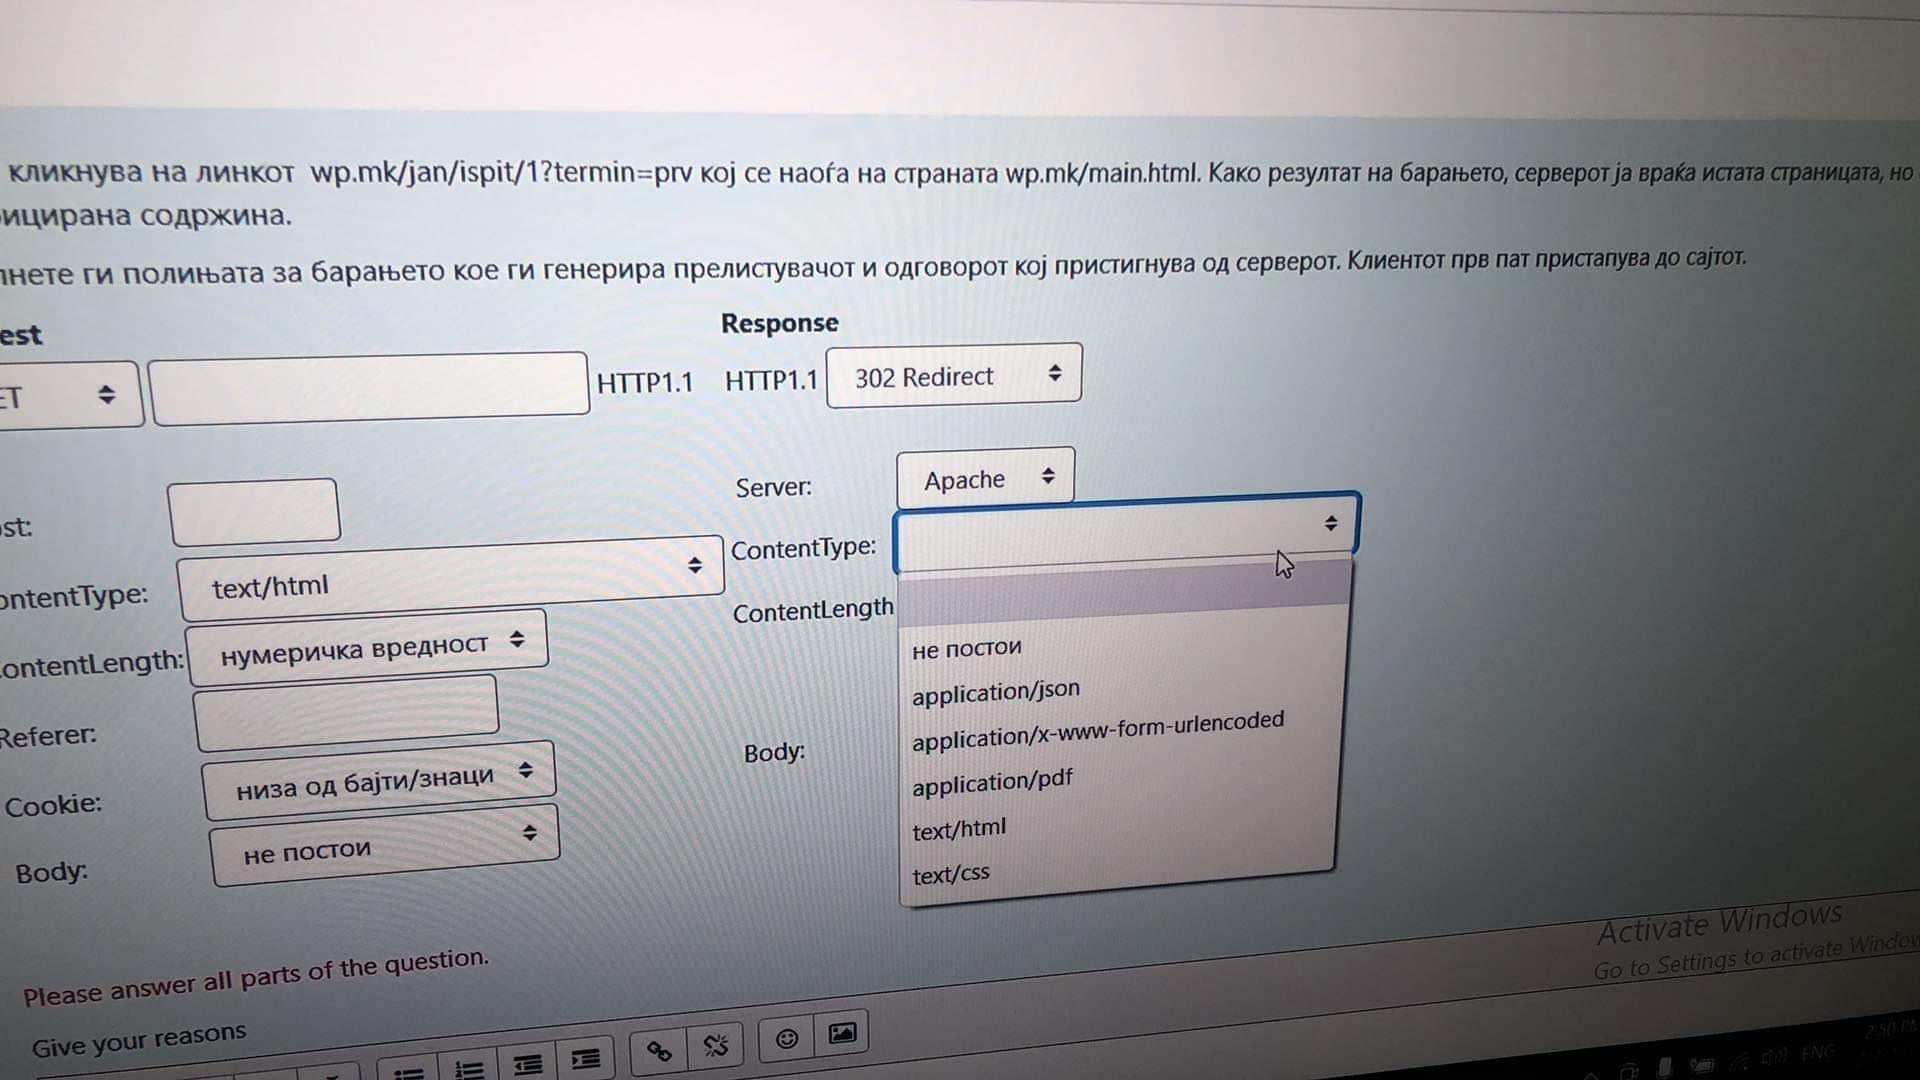 кликнува на линкот wp.mk/jan/ispit/1?termin=prv кој се наоѓа на страната wp.mk/main.html. Како резултат на барањето, серверот ја враќа истата страницата, но
ицирана содржина.
нете ги полињата за барањето кое ги генерира прелистувачот и одговорот кој пристигнува од серверот. Клиентот прв пат пристапува до сајтот.
est
Response
ET
HTTP1.1
HTTP1.1
302 Redirect
st:
Server:
Apache
ontentType:
text/html
ContentType:
ontentLength:
нумеричка вредност
ContentLength
не постои
application/json
application/x-www-form-urlencoded
application/pdf
text/html
text/css
Referer:
Cookie:
низа од бајти/знаци
Body:
Body:
не постои
Please answer all parts of the question.
Give your reasons
Activate Windows
Go to Settings to activate Window
2:50 PM
ENG